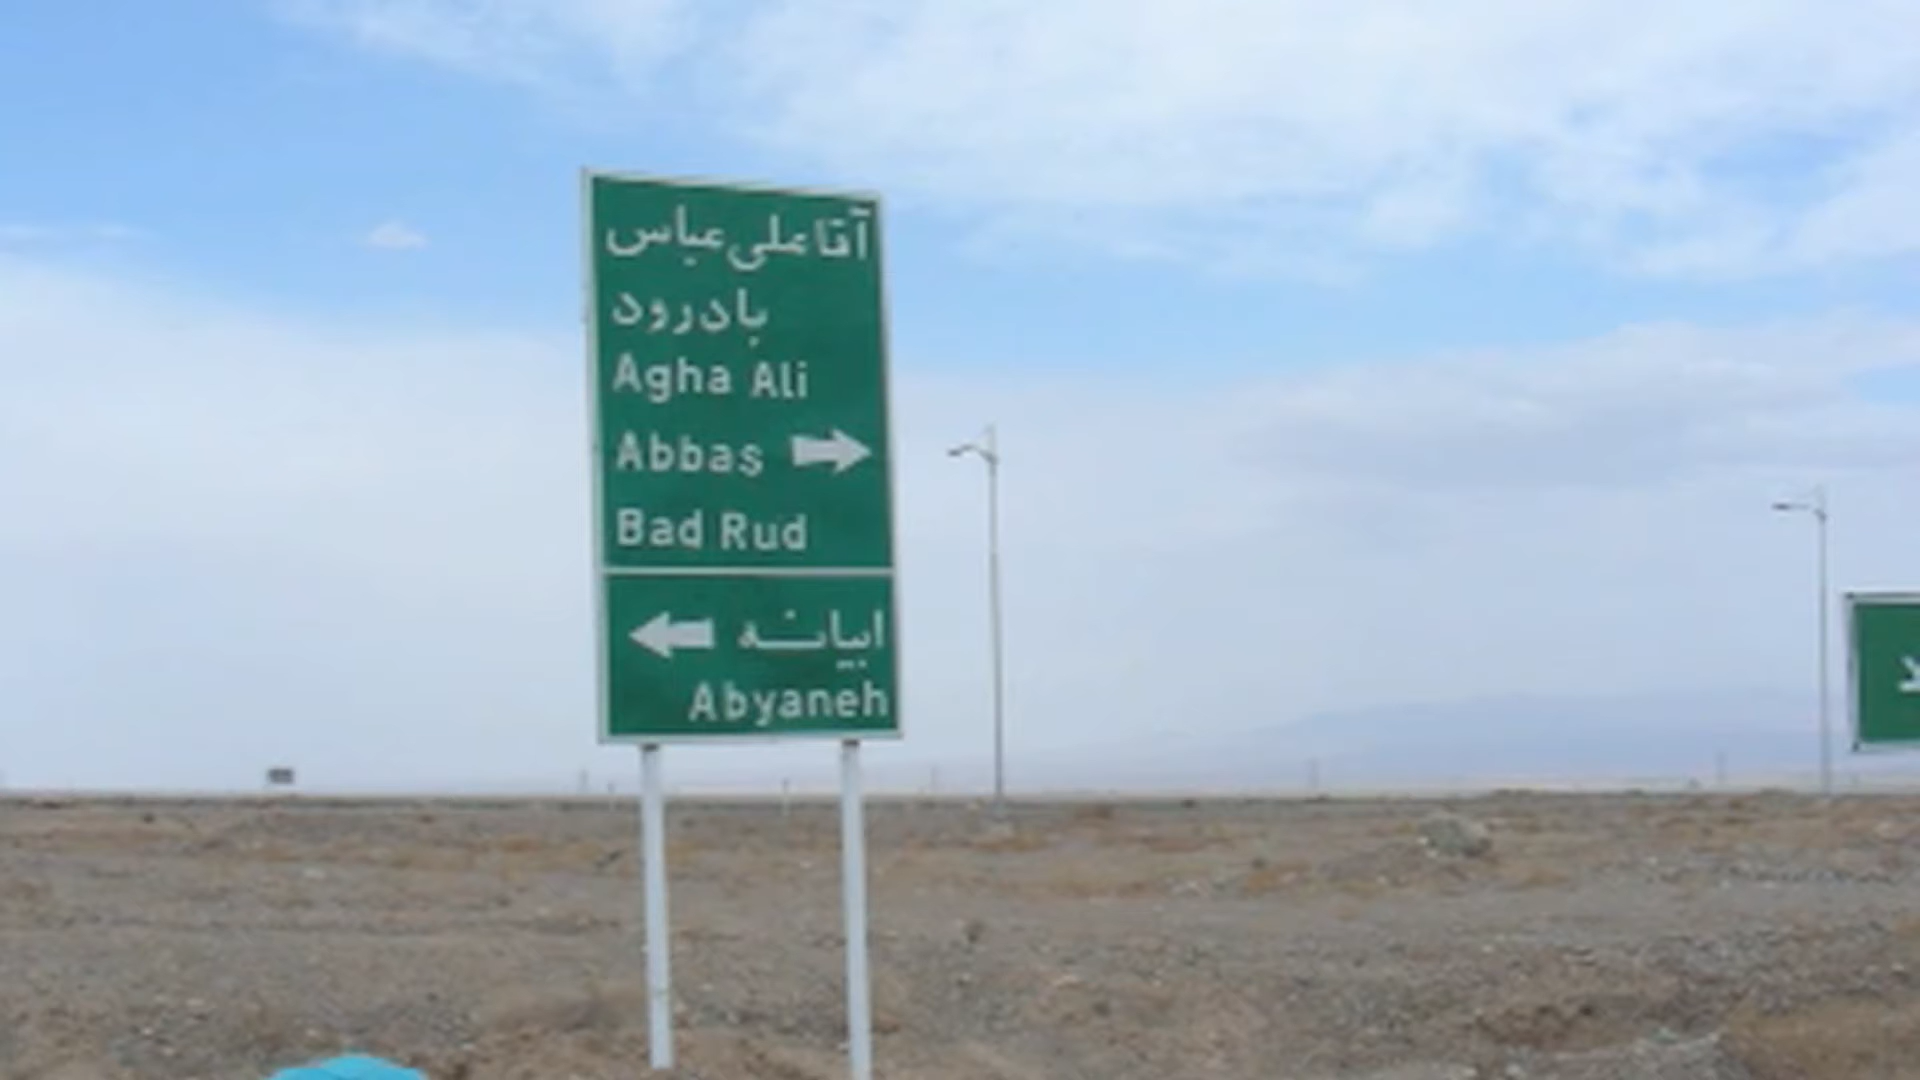 آقاعلی عباس
بادرود
Agha Ali
Abbas
Bad Rud
ابیانه
Abyaneh